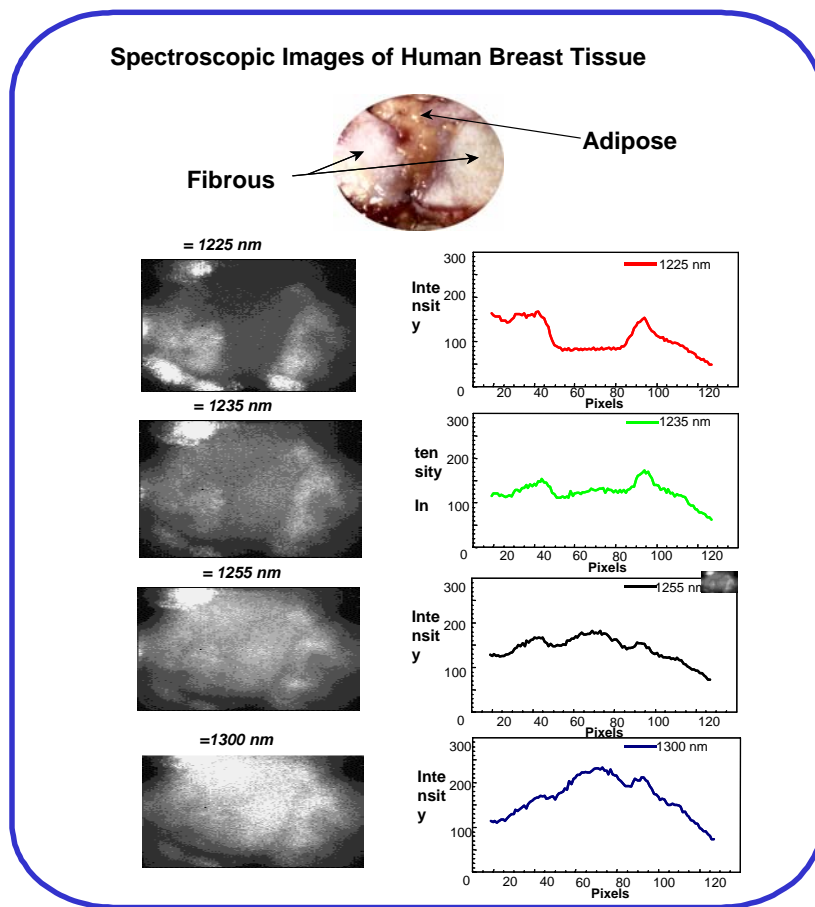 Spectroscopic Images of Human Breast Tissue
Adipose
Fibrous
= 1225 nm
300
200
100
0
Inte
nsit
y
1225 nm
20 40 60 80 100 120
Pixels
= 1235 nm
300
200
100
0
ten
sity
In
1235 nm
20 40 60 80 100 120
Pixels
= 1255 nm
300
200
100
0
Inte
nsit
y
1255 nm
20 40 60 80 100 120
Pixels
=1300 nm
300
200
100
0
Inte
nsit
y
1300 nm
20 40 60 80 100 120
Pixels